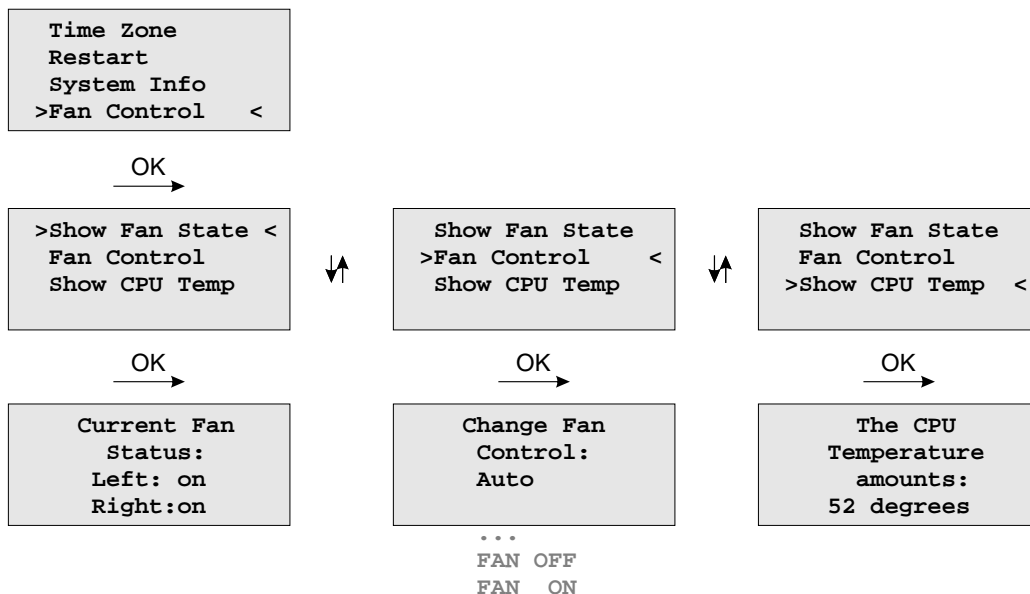 Time Zone
Restart
System Info
>Fan Control <
OK
>Show Fan State <
Fan Control
Show CPU Temp
Show Fan State
>Fan Control <
Show CPU Temp
Show Fan State
Fan Control
>Show CPU Temp <
OK
OK
OK
Current Fan
Status:
Left: on
Right:on
Change Fan
Control:
Auto
...
FAN OFF
FAN ON
The CPU
Temperature
amounts:
52 degrees